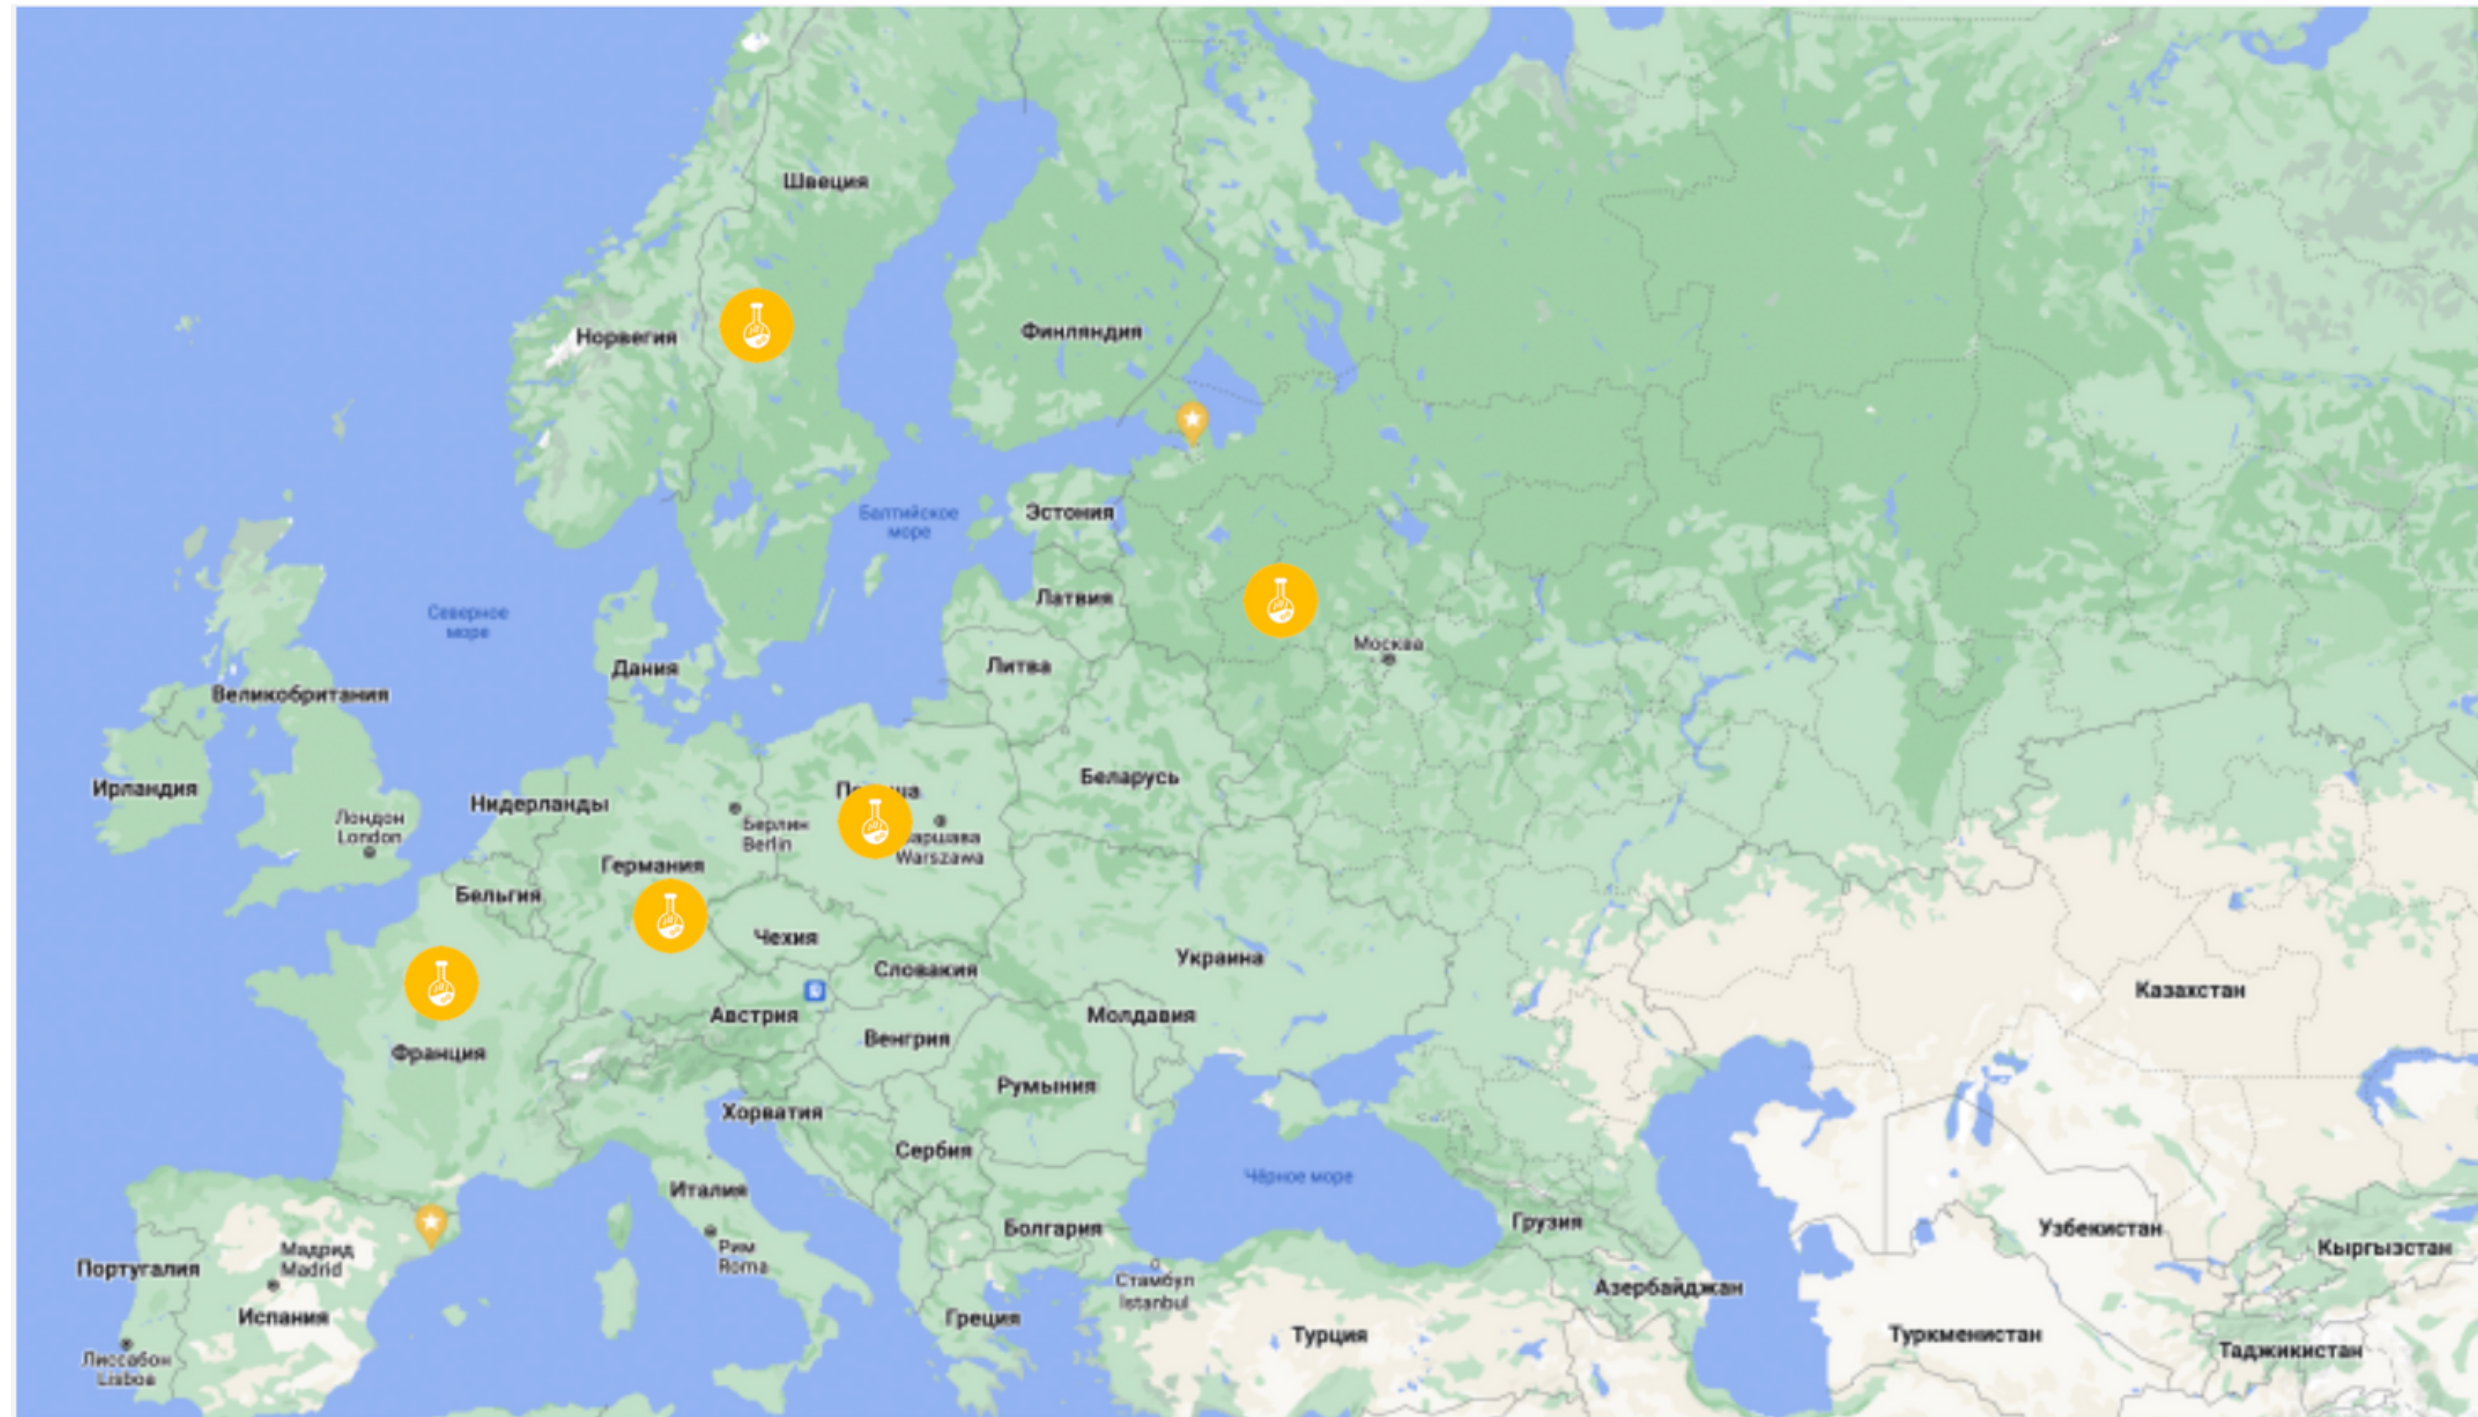 Швеция
Норвегия
Финляндия
Балтийское
море
Эстония
Северное
море
Латвия
Москва
Дания
Литва
Великобритания
Беларусь
Ирландия
Нидерланды
Лондон
London
Берлин
Berlin
Warszawa
Германия
Бельгия
Чехия
Словакия
Украина
Казахстан
Австрия
Молдавия
Венгрия
Франция
Румыния
Хорватия
Сербия
Чёрное море
Италия
Болгария
Грузия
Узбекистан
Кыргызстан
Мадрид
Madrid
Рим
Roma
Португалия
Стамбул
Istanbul
Азербайджан
Испания
Греция
Турция
Туркменистан
Таджикистан
Лиссабон
Lisboa